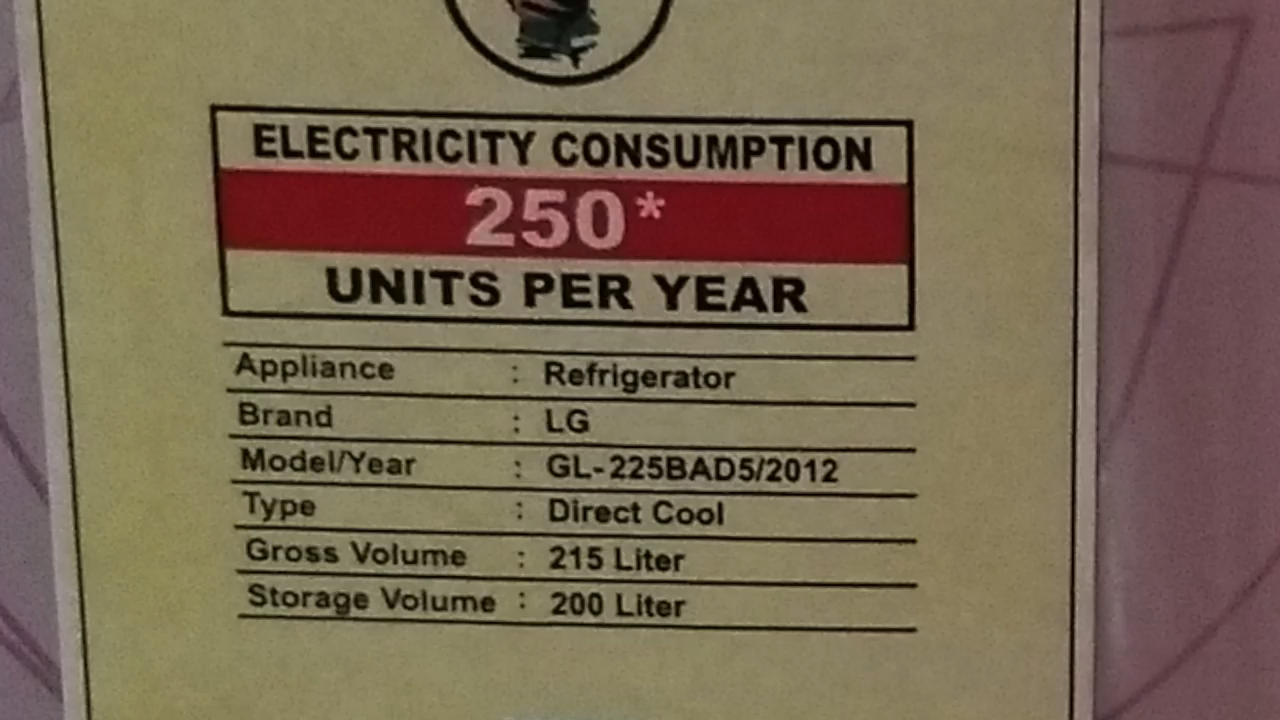 ELECTRICITY CONSUMPTION
250*
UNITS PER YEAR
Appliance : Refrigerator
Brand : LG
Model/Year : GL-225BAD5/2012
Type : Direct Cool
Gross Volume : 215 Liter
Storage Volume : 200 Liter